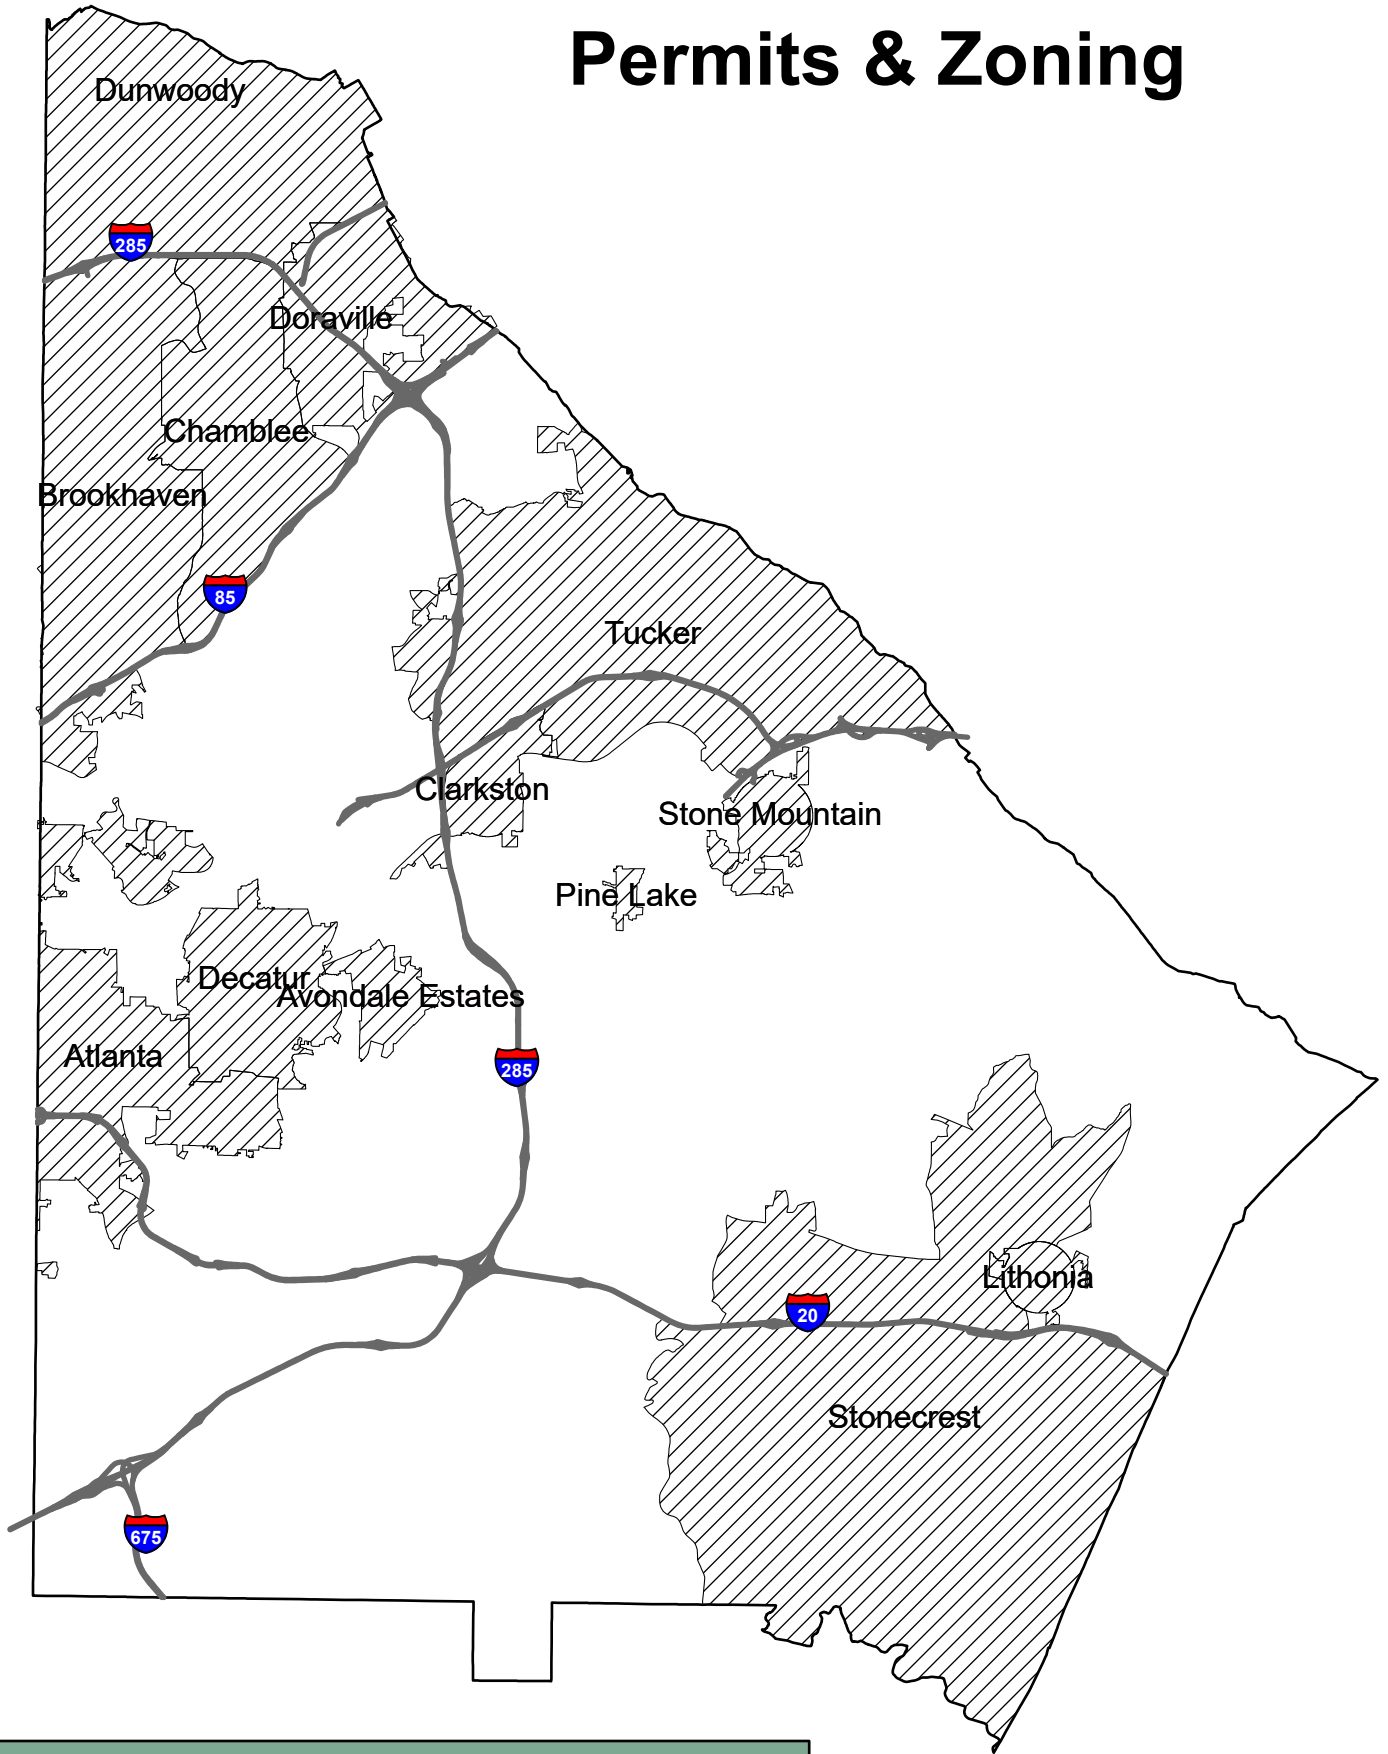 Permits & Zoning
Dunwoody
285
Doraville
Chamblee
Brookhaven
85
Tucker
Clarkston
Stone Mountain
Pine Lake
Decatur
Avondale Estates
Atlanta
285
Lithonia
20
Stonecrest
675